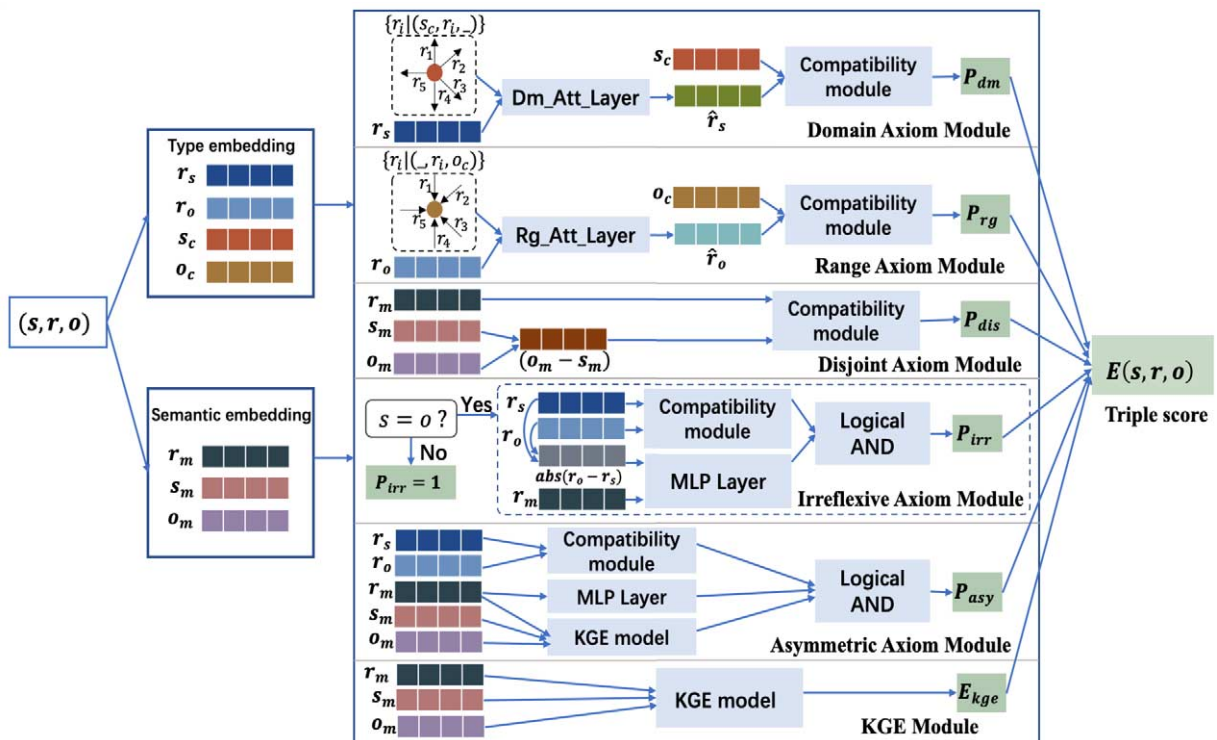 (s, r, o)
Type embedding
r_s
r_o
s_c
o_c
Semantic embedding
r_m
s_m
o_m
{r_i|(s_c, r_i, _)}
r_1
r_2
r_3
r_4
r_5
r_s
Dm_Att_Layer
s_c
r̂_s
Compatibility
module
P_dm
Domain Axiom Module
{r_i|(_, r_i, o_c)}
r_1
r_2
r_3
r_4
r_5
r_o
Rg_Att_Layer
o_c
r̂_o
Compatibility
module
P_rg
Range Axiom Module
r_m
s_m
o_m
(o_m − s_m)
Compatibility
module
P_dis
Disjoint Axiom Module
s = o ?
Yes
No
P_irr = 1
r_s
r_o
abs(r_o − r_s)
r_m
Compatibility
module
MLP Layer
Logical
AND
P_irr
Irreflexive Axiom Module
r_s
r_o
r_m
s_m
o_m
Compatibility
module
MLP Layer
KGE model
Logical
AND
P_asy
Asymmetric Axiom Module
r_m
s_m
o_m
KGE model
E_kge
KGE Module
E(s, r, o)
Triple score